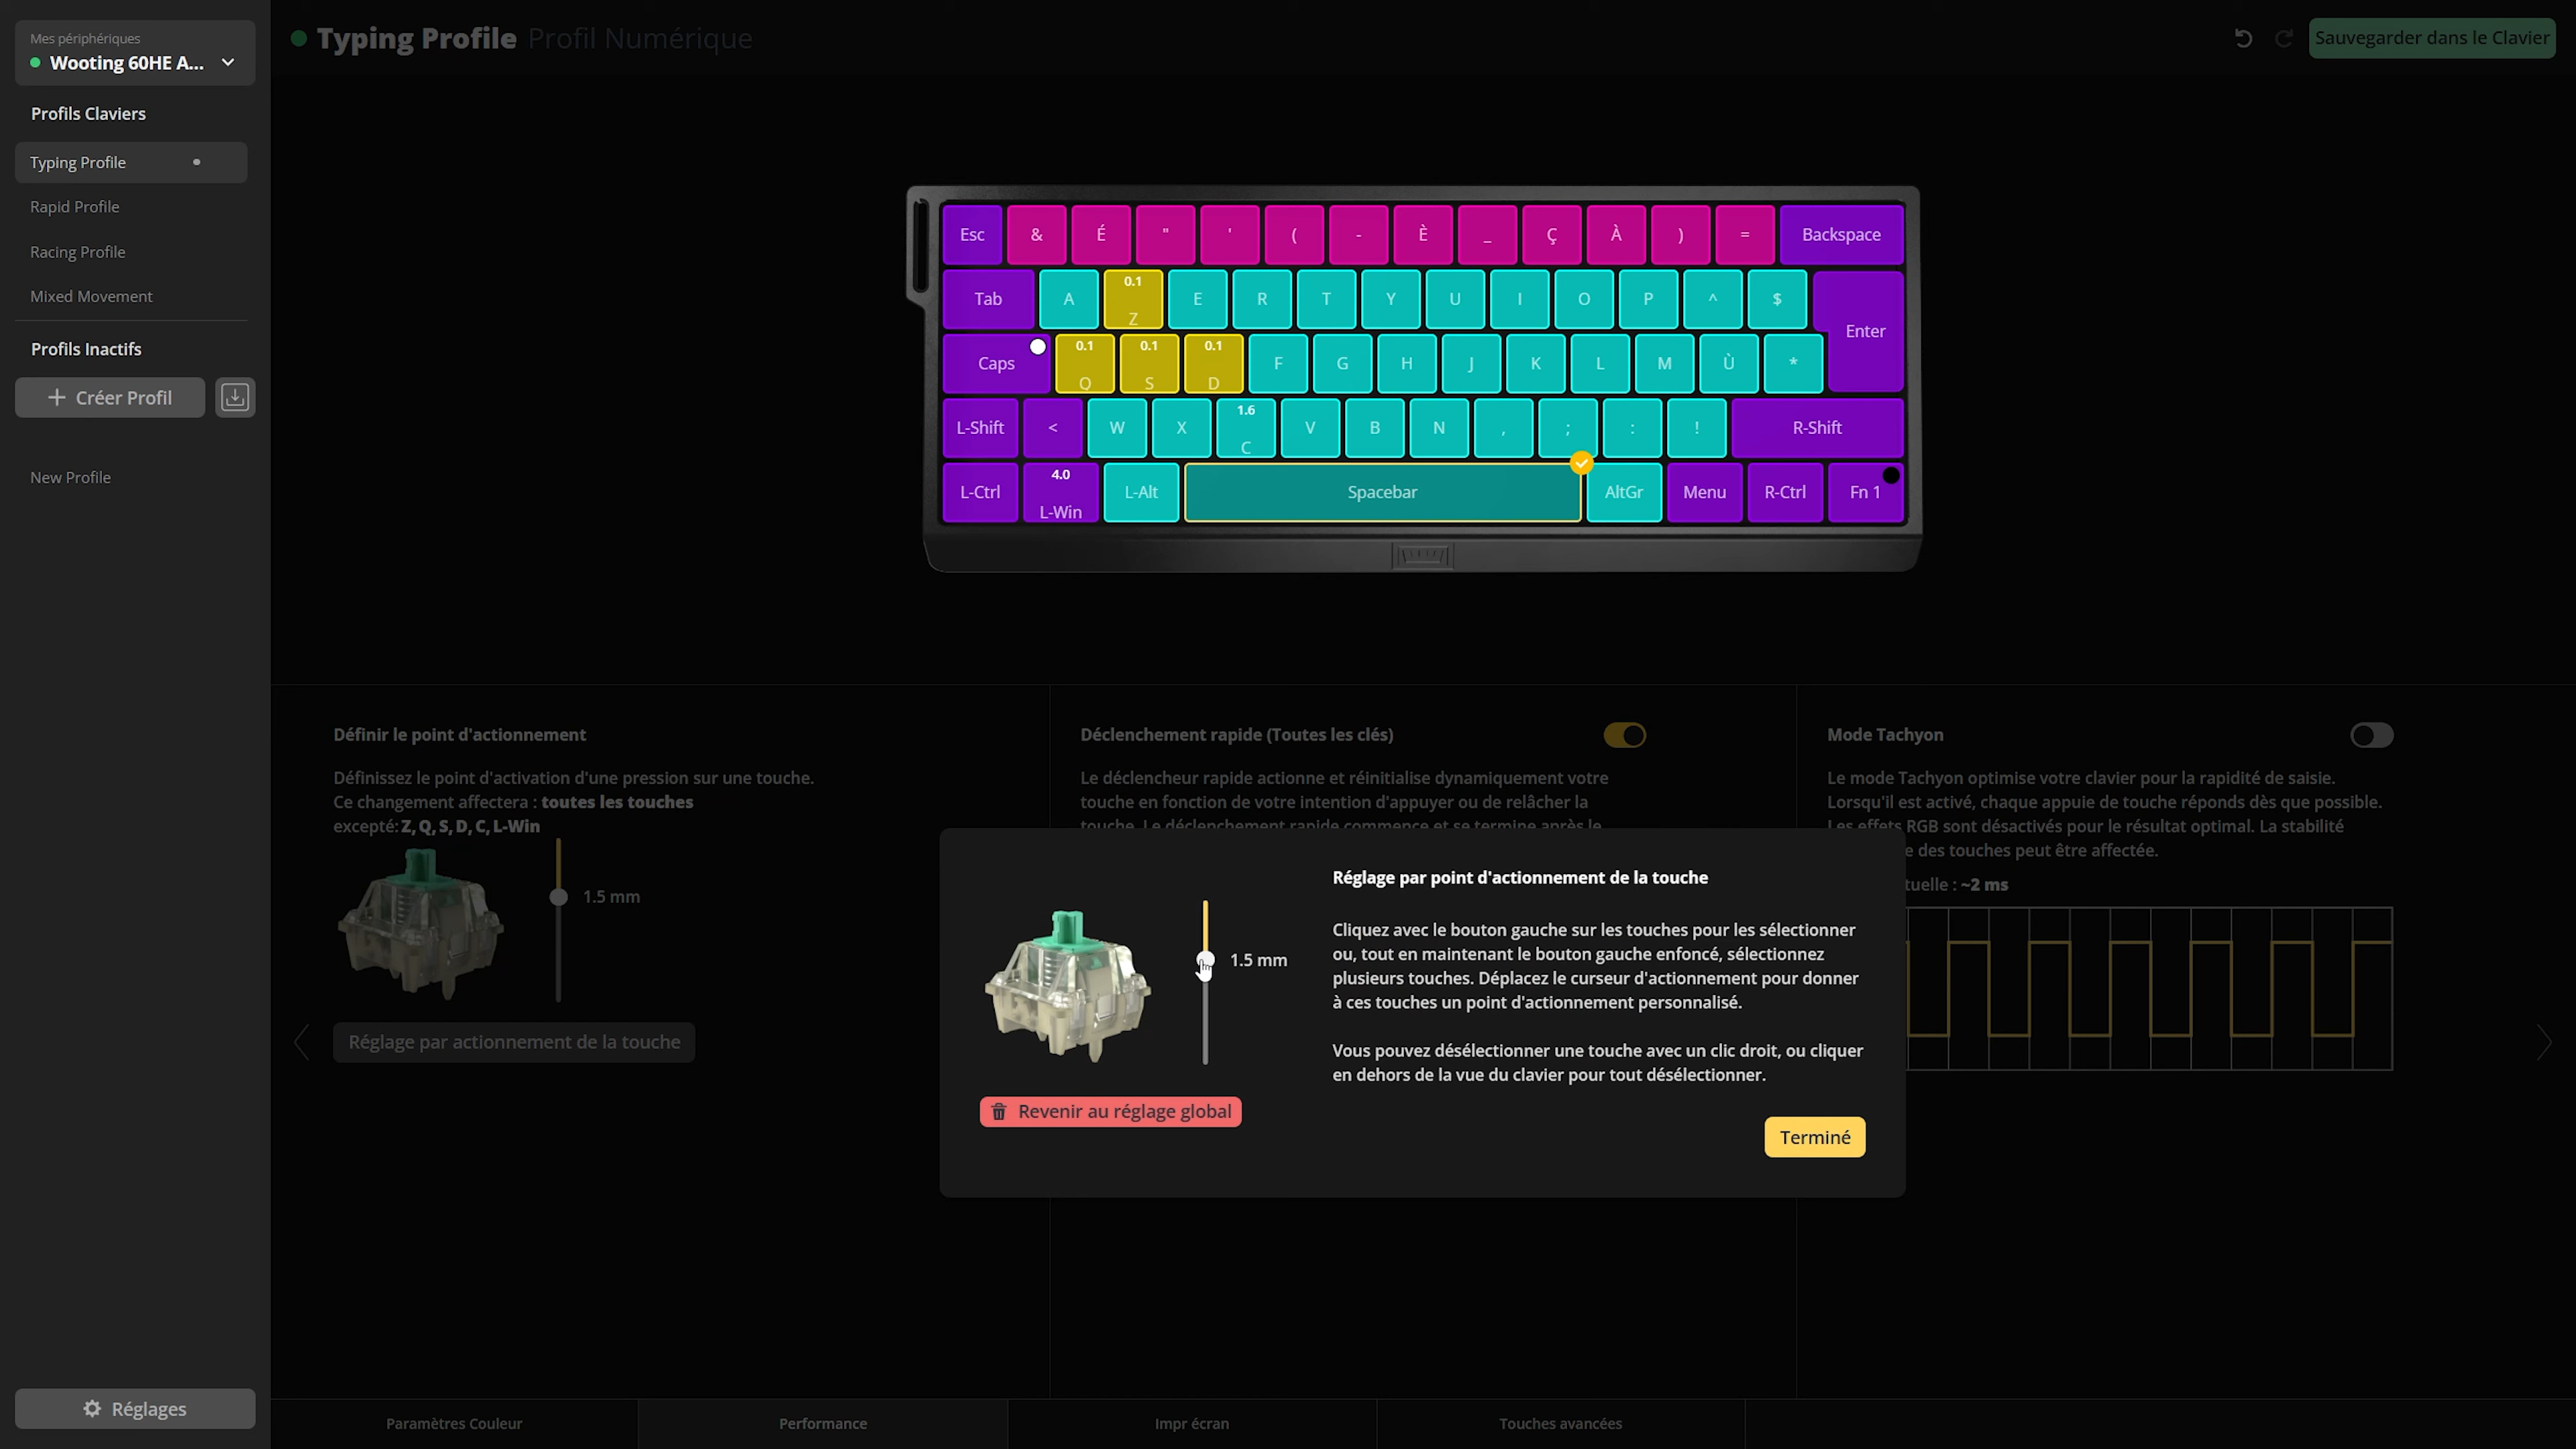 Mes périphériques
Wooting 60HE A...
Profils Claviers
Typing Profile
Rapid Profile
Racing Profile
Mixed Movement
Profils Inactifs
Créer Profil
New Profile
Réglages
Typing Profile Profil Numérique
Sauvegarder dans le Clavier
Esc & É " ' ( - È _ Ç À ) = Backspace
Tab A 0.1 Z E R T Y U I O P ^ $ Enter
Caps 0.1 Q 0.1 S 0.1 D F G H J K L M Ù *
L-Shift < W X 1.6 C V B N , ; : ! R-Shift
L-Ctrl 4.0 L-Win L-Alt Spacebar AltGr Menu R-Ctrl Fn 1
Définir le point d'actionnement
Définissez le point d'activation d'une pression sur une touche.
Ce changement affectera : toutes les touches
excepté: Z, Q, S, D, C, L-Win
1.5 mm
Réglage par actionnement de la touche
Déclenchement rapide (Toutes les clés)
Le déclencheur rapide actionne et réinitialise dynamiquement votre
touche en fonction de votre intention d'appuyer ou de relâcher la
touche. Le déclenchement rapide commence et se termine après le
Mode Tachyon
Le mode Tachyon optimise votre clavier pour la rapidité de saisie.
Lorsqu'il est activé, chaque appuie de touche réponds dès que possible.
Les effets RGB sont désactivés pour le résultat optimal. La stabilité
e des touches peut être affectée.
tuelle : ~2 ms
1.5 mm
Revenir au réglage global
Réglage par point d'actionnement de la touche
Cliquez avec le bouton gauche sur les touches pour les sélectionner
ou, tout en maintenant le bouton gauche enfoncé, sélectionnez
plusieurs touches. Déplacez le curseur d'actionnement pour donner
à ces touches un point d'actionnement personnalisé.
Vous pouvez désélectionner une touche avec un clic droit, ou cliquer
en dehors de la vue du clavier pour tout désélectionner.
Terminé
Paramètres Couleur
Performance
Impr écran
Touches avancées